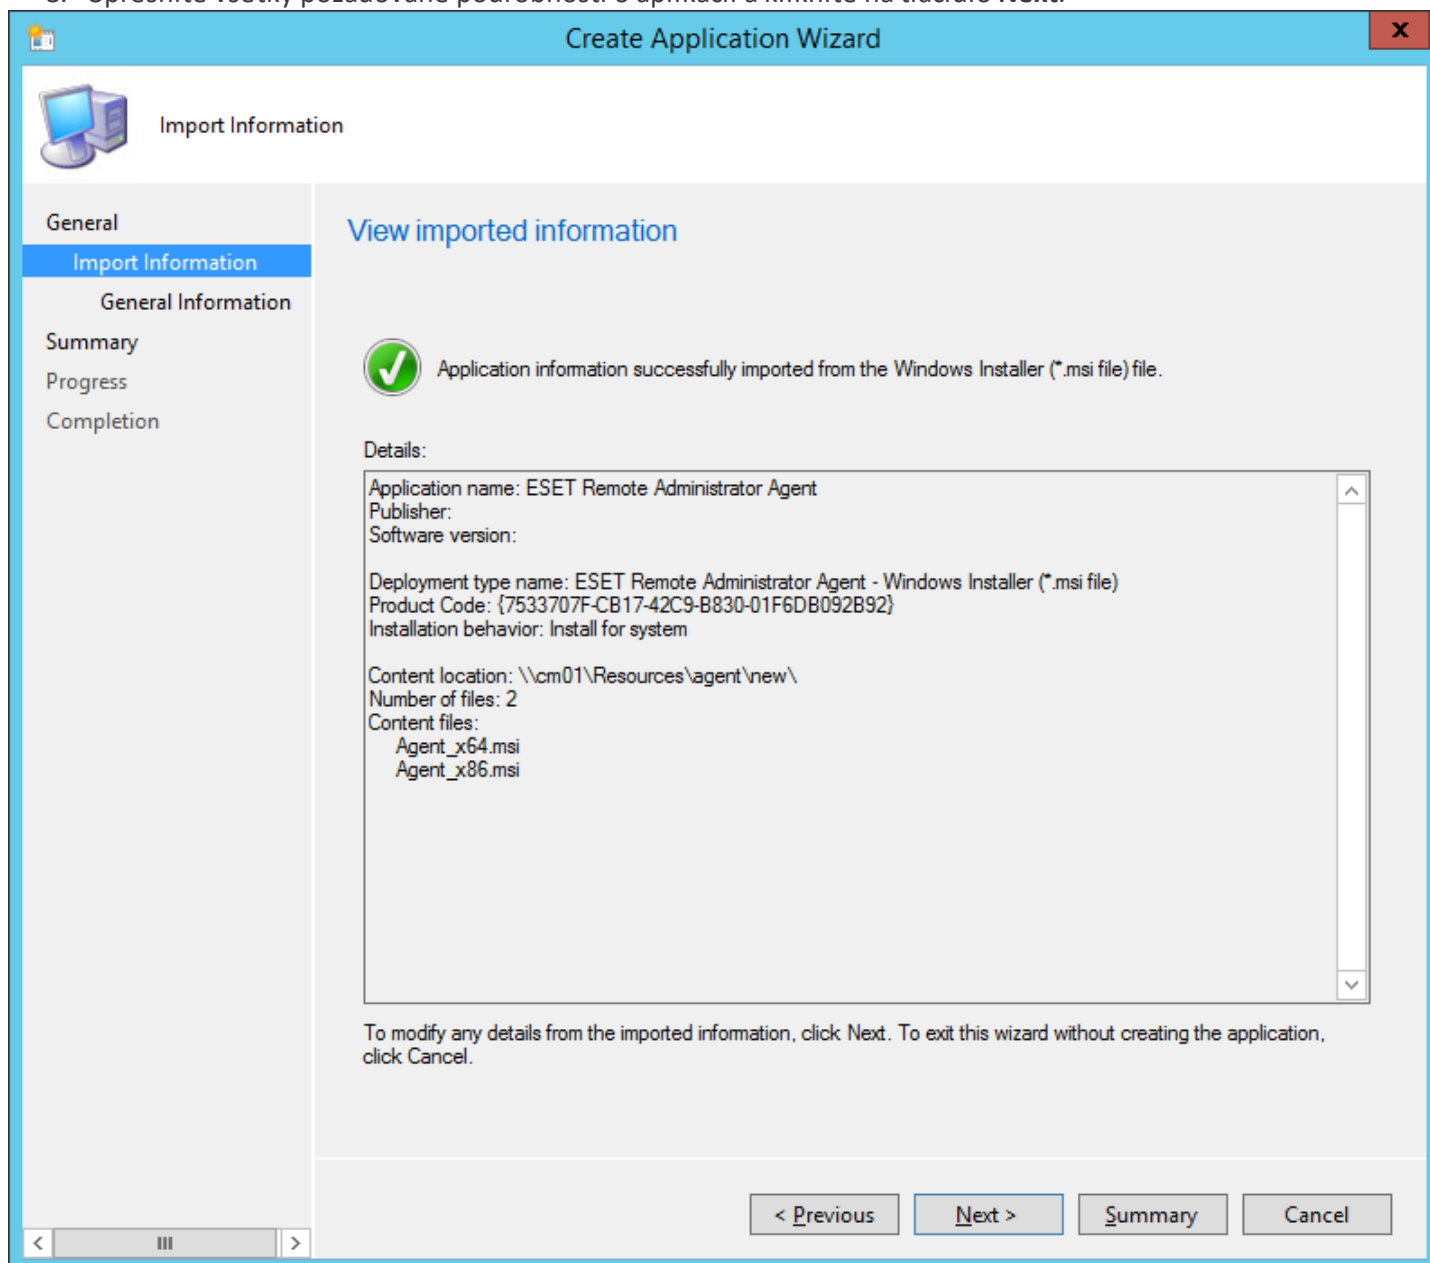 Create Application Wizard
x
Import Information
General
Import Information
General Information
Summary
Progress
Completion
View imported information
Application information successfully imported from the Windows Installer (*.msi file) file.
Details:
Application name: ESET Remote Administrator Agent
Publisher:
Software version:
Deployment type name: ESET Remote Administrator Agent - Windows Installer (*.msi file)
Product Code: {7533707F-CB17-42C9-B830-01F6DB092B92}
Installation behavior: Install for system
Content location: \\cm01\Resources\agent\new\
Number of files: 2
Content files:
Agent_x64.msi
Agent_x86.msi
To modify any details from the imported information, click Next. To exit this wizard without creating the application,
click Cancel.
< Previous
Next >
Summary
Cancel